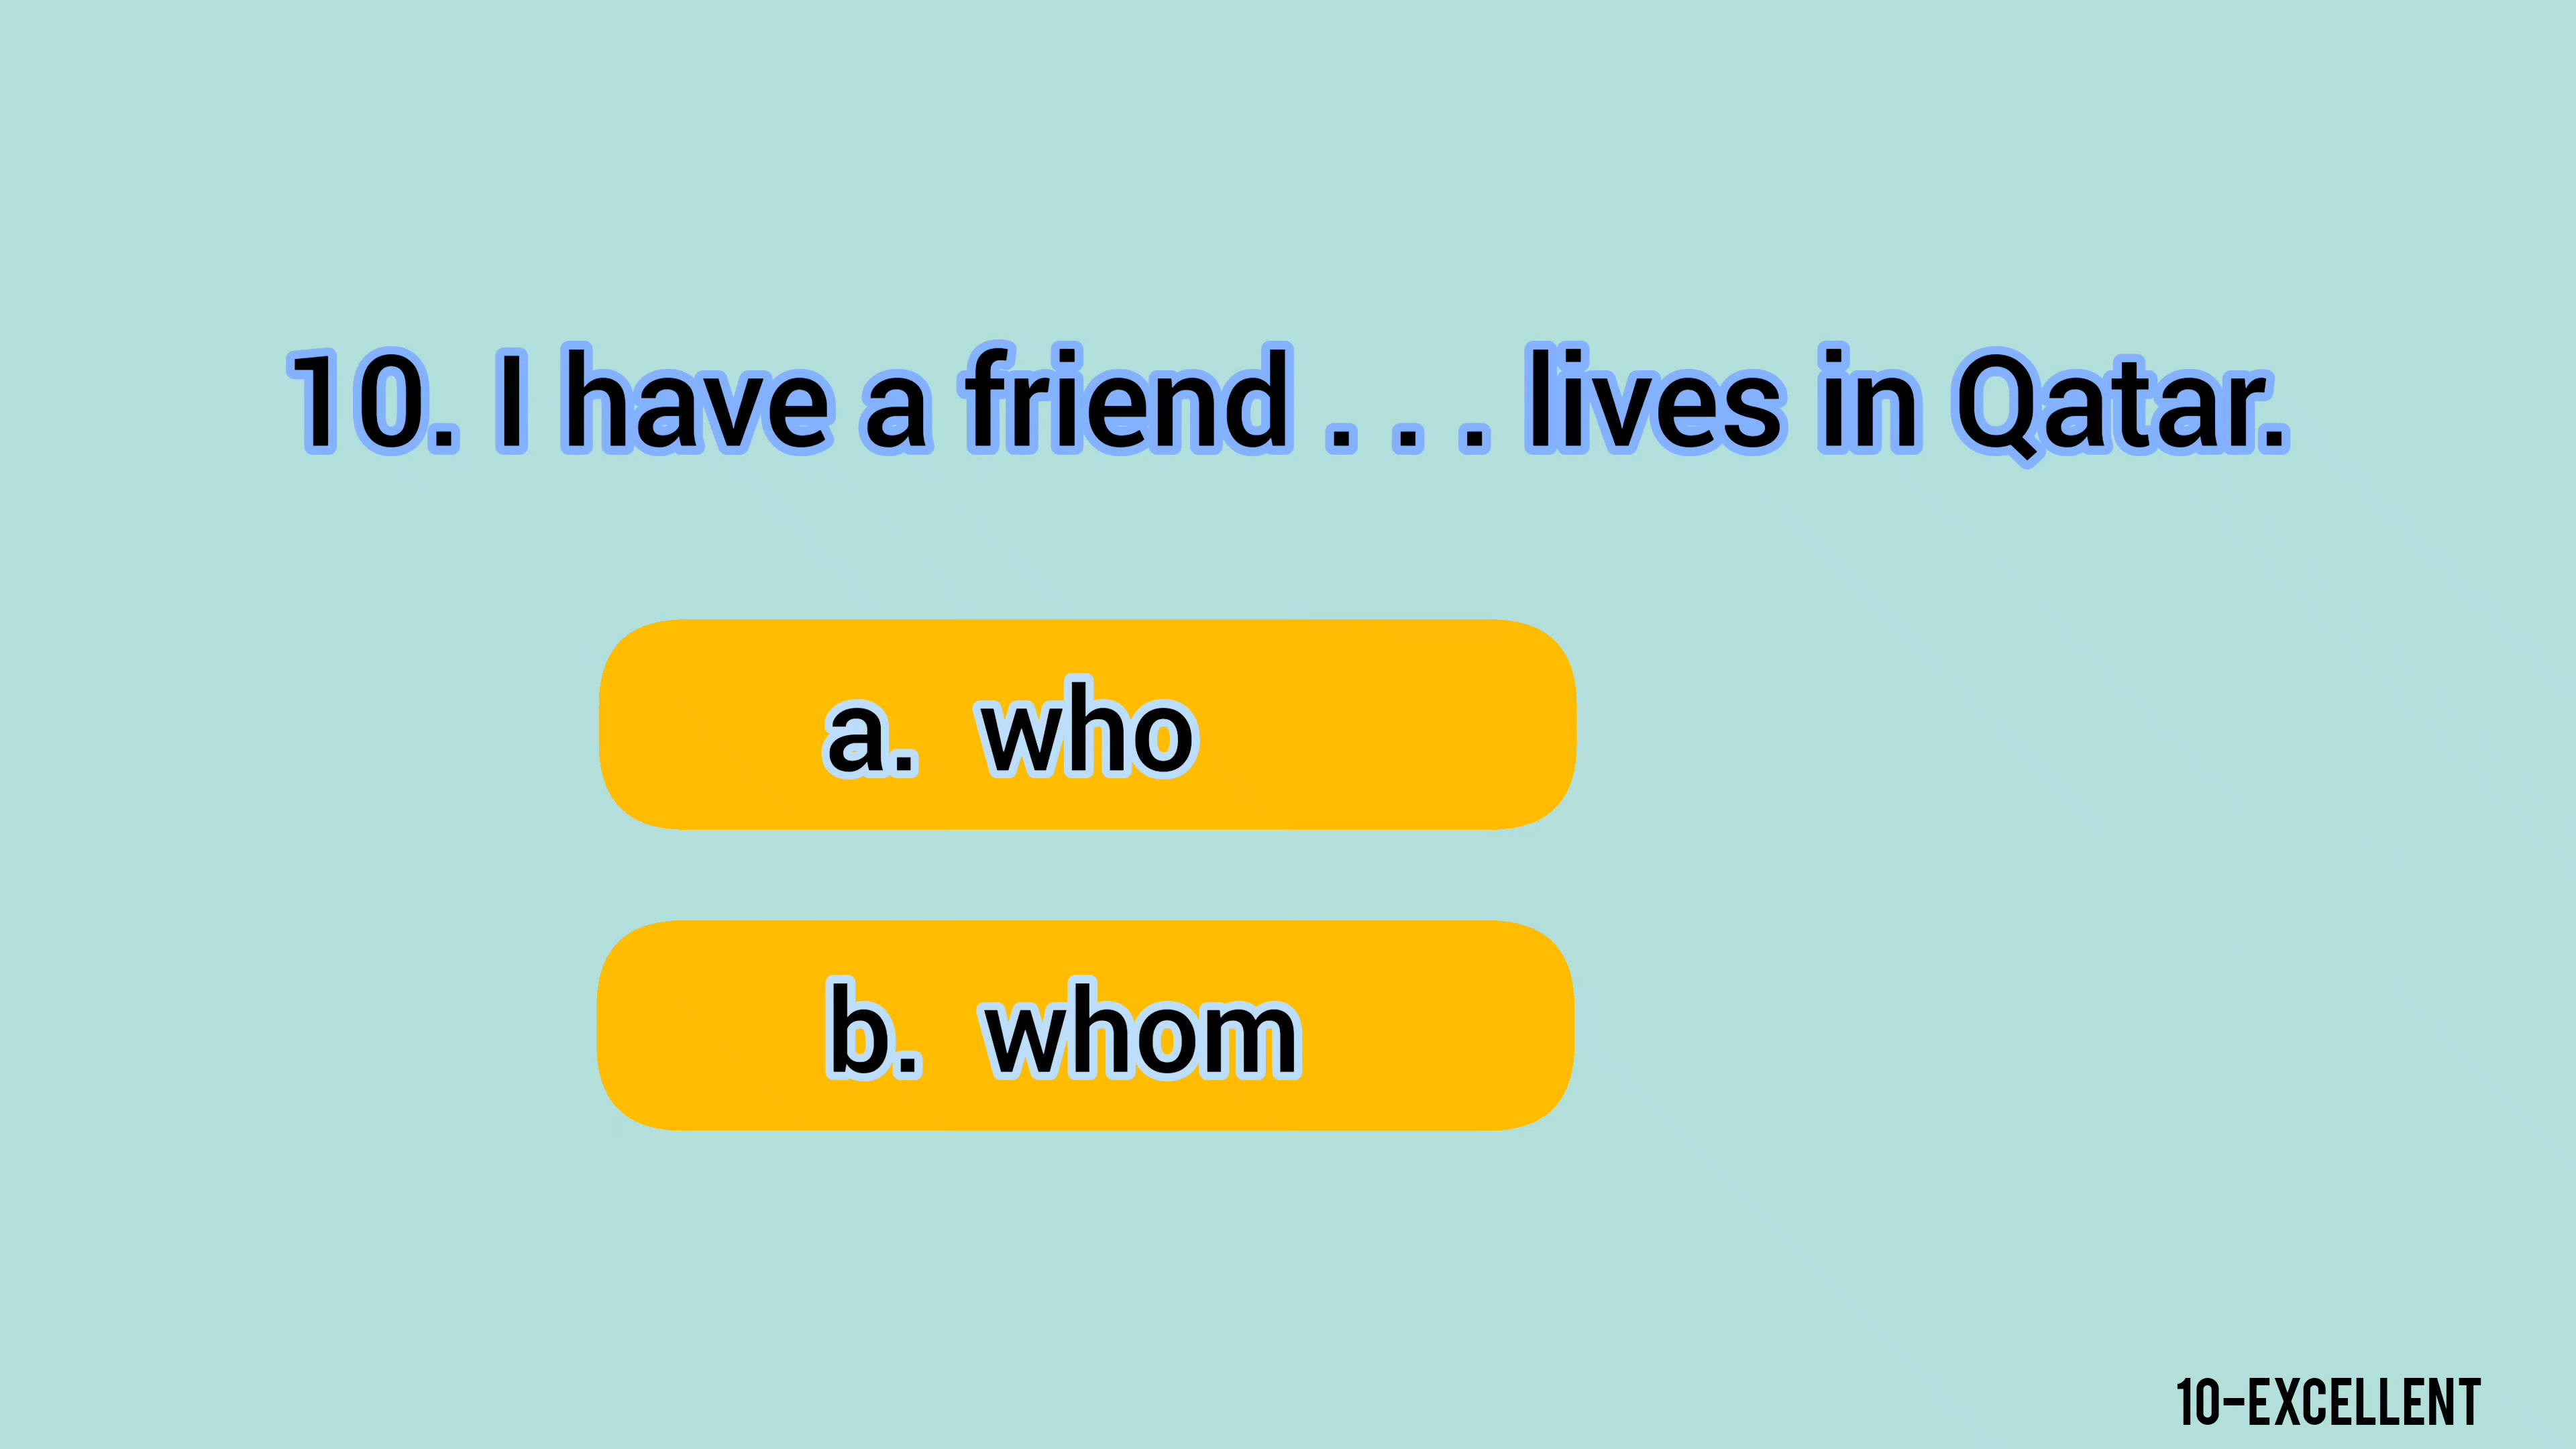 10. I have a friend . . . lives in Qatar.
a. who
b. whom
10-EXCELLENT